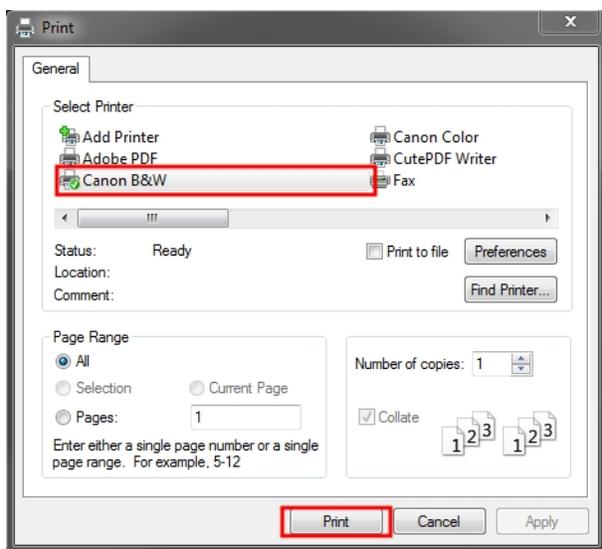 Print
X
General
Select Printer
Add Printer
Canon Color
Adobe PDF
CutePDF Writer
Canon B&W
Fax
Status: Ready
Print to file
Preferences
Location:
Comment:
Find Printer...
Page Range
All
Number of copies: 1
Selection
Current Page
Pages: 1
Collate
1 2 3 1 2 3
Enter either a single page number or a single
page range. For example, 5-12
Print
Cancel
Apply